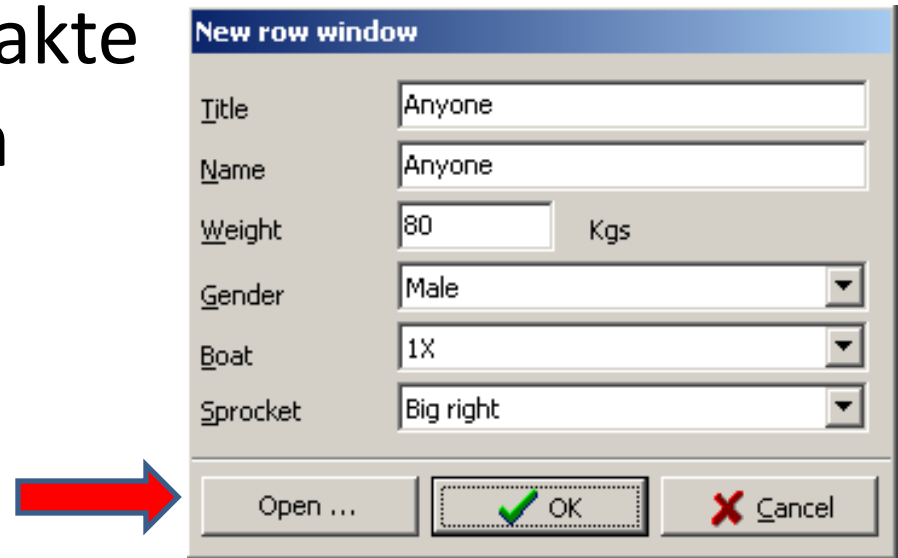 akte
n
New row window
Title Anyone
Name Anyone
Weight 80 Kgs
Gender Male
Boat 1X
Sprocket Big right
Open ... OK Cancel